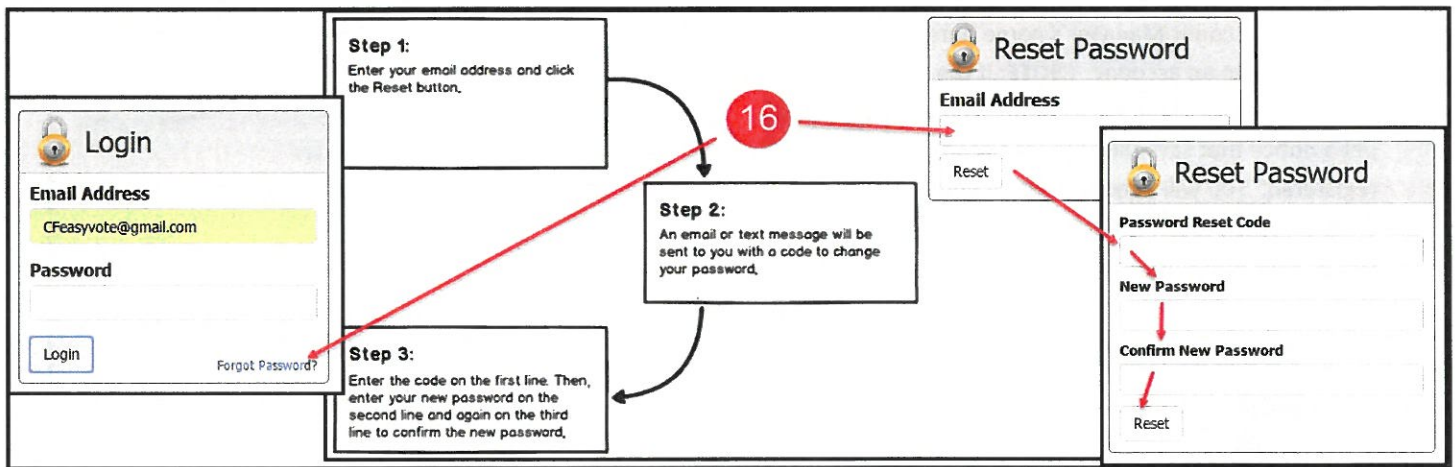 Step 1:
Enter your email address and click
the Reset button.
Login
Email Address
CFeasyvote@gmail.com
Password
Login
Forgot Password?
16
Step 2:
An email or text message will be
sent to you with a code to change
your password.
Step 3:
Enter the code on the first line. Then,
enter your new password on the
second line and again on the third
line to confirm the new password.
Reset Password
Email Address
Reset
Reset Password
Password Reset Code
New Password
Confirm New Password
Reset